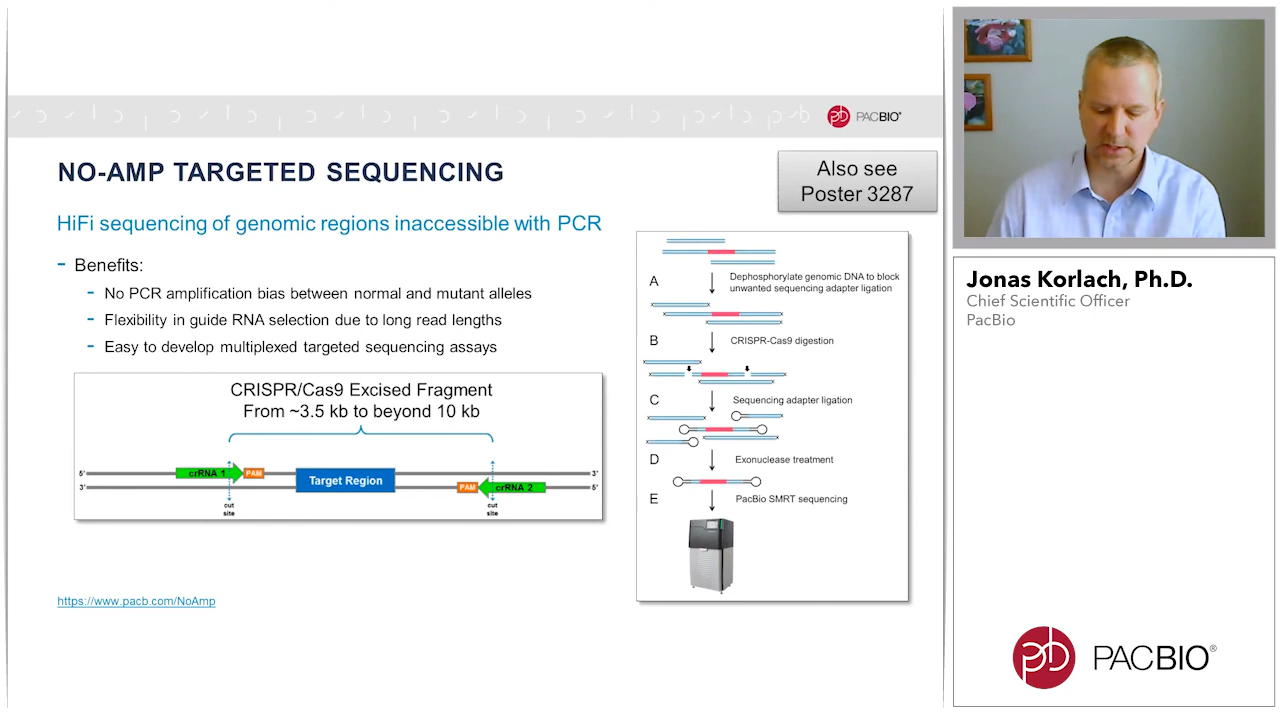 PACBIO®
NO-AMP TARGETED SEQUENCING
Also see
Poster 3287
HiFi sequencing of genomic regions inaccessible with PCR
- Benefits:
- No PCR amplification bias between normal and mutant alleles
- Flexibility in guide RNA selection due to long read lengths
- Easy to develop multiplexed targeted sequencing assays
CRISPR/Cas9 Excised Fragment
From ~3.5 kb to beyond 10 kb
5' crRNA 1 PAM 3'
Target Region
3' PAM crRNA 2 5'
cut
site
cut
site
https://www.pacb.com/NoAmp
A Dephosphorylate genomic DNA to block
unwanted sequencing adapter ligation
B CRISPR-Cas9 digestion
C Sequencing adapter ligation
D Exonuclease treatment
E PacBio SMRT sequencing
Jonas Korlach, Ph.D.
Chief Scientific Officer
PacBio
pb PACBIO®